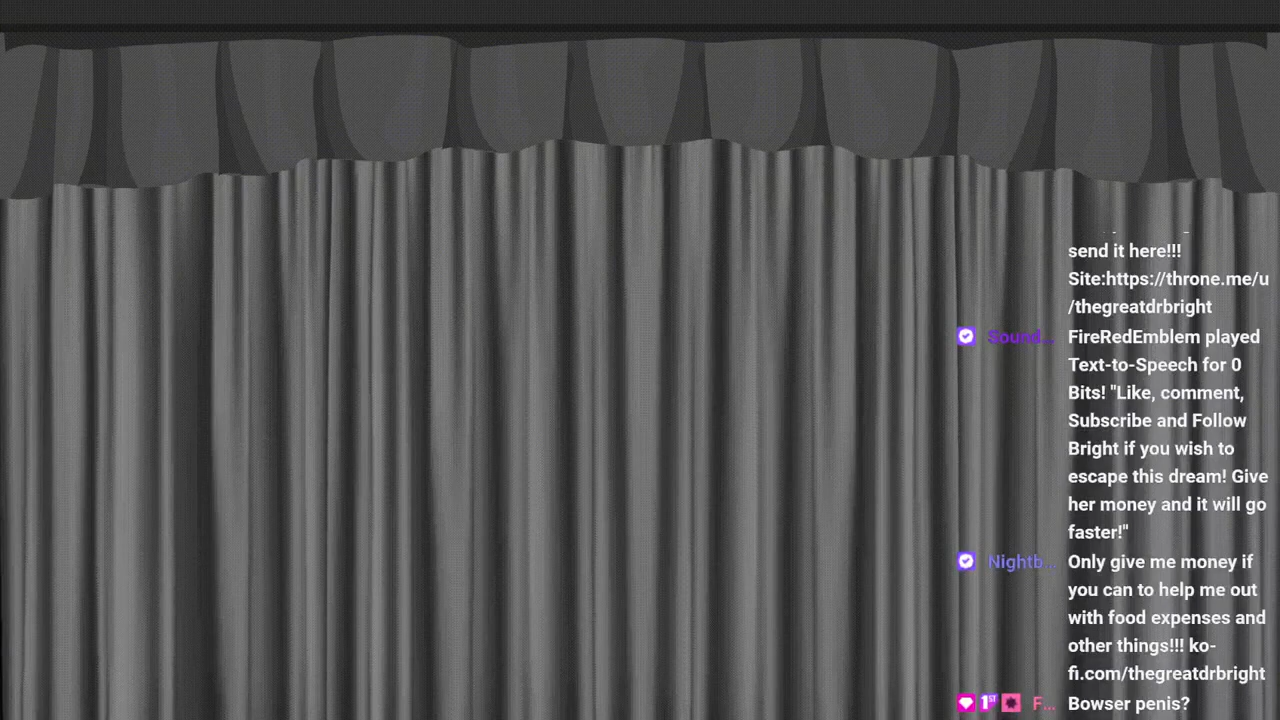 send it here!!!
Site:https://throne.me/u
/thegreatdrbright
Sound... FireRedEmblem played
Text-to-Speech for 0
Bits! "Like, comment,
Subscribe and Follow
Bright if you wish to
escape this dream! Give
her money and it will go
faster!"
Nightb... Only give me money if
you can to help me out
with food expenses and
other things!!! ko-
fi.com/thegreatdrbright
1ST F... Bowser penis?